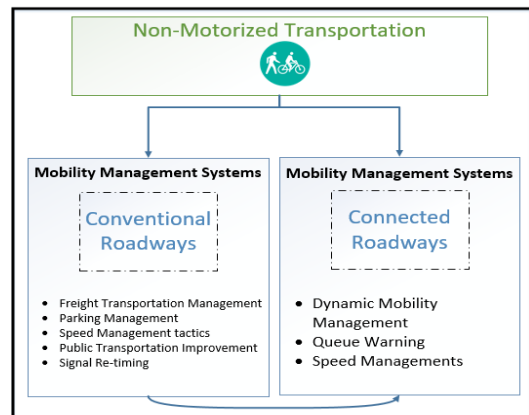 Non-Motorized Transportation
Mobility Management Systems
Conventional
Roadways
• Freight Transportation Management
• Parking Management
• Speed Management tactics
• Public Transportation Improvement
• Signal Re-timing
Mobility Management Systems
Connected
Roadways
• Dynamic Mobility
Management
• Queue Warning
• Speed Managements